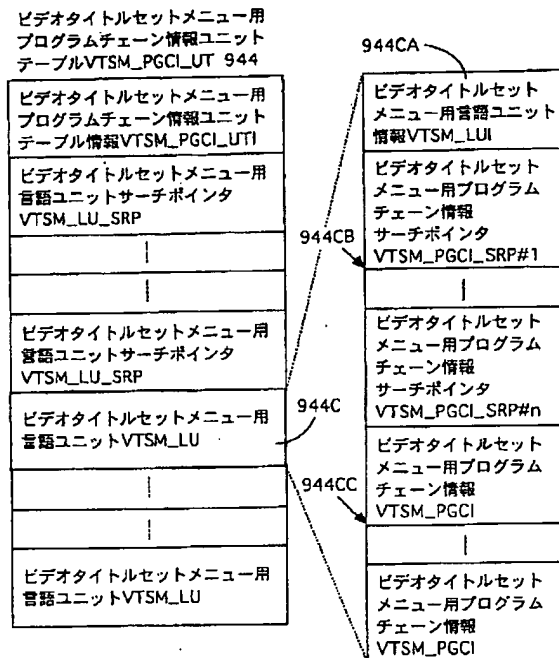 ビデオタイトルセットメニュー用
プログラムチェーン情報ユニット
テーブルVTSM_PGCI_UT 944
ビデオタイトルセットメニュー用
プログラムチェーン情報ユニット
テーブル情報VTSM_PGCI_UTI
ビデオタイトルセットメニュー用
言語ユニットサーチポインタ
VTSM_LU_SRP
ビデオタイトルセットメニュー用
言語ユニットサーチポインタ
VTSM_LU_SRP
ビデオタイトルセットメニュー用
言語ユニットVTSM_LU
ビデオタイトルセットメニュー用
言語ユニットVTSM_LU
944C
944CA
ビデオタイトルセット
メニュー用言語ユニット
情報VTSM_LUI
944CB
ビデオタイトルセット
メニュー用プログラム
チェーン情報
サーチポインタ
VTSM_PGCI_SRP#1
ビデオタイトルセット
メニュー用プログラム
チェーン情報
サーチポインタ
VTSM_PGCI_SRP#n
944CC
ビデオタイトルセット
メニュー用プログラム
チェーン情報
VTSM_PGCI
ビデオタイトルセット
メニュー用プログラム
チェーン情報
VTSM_PGCI